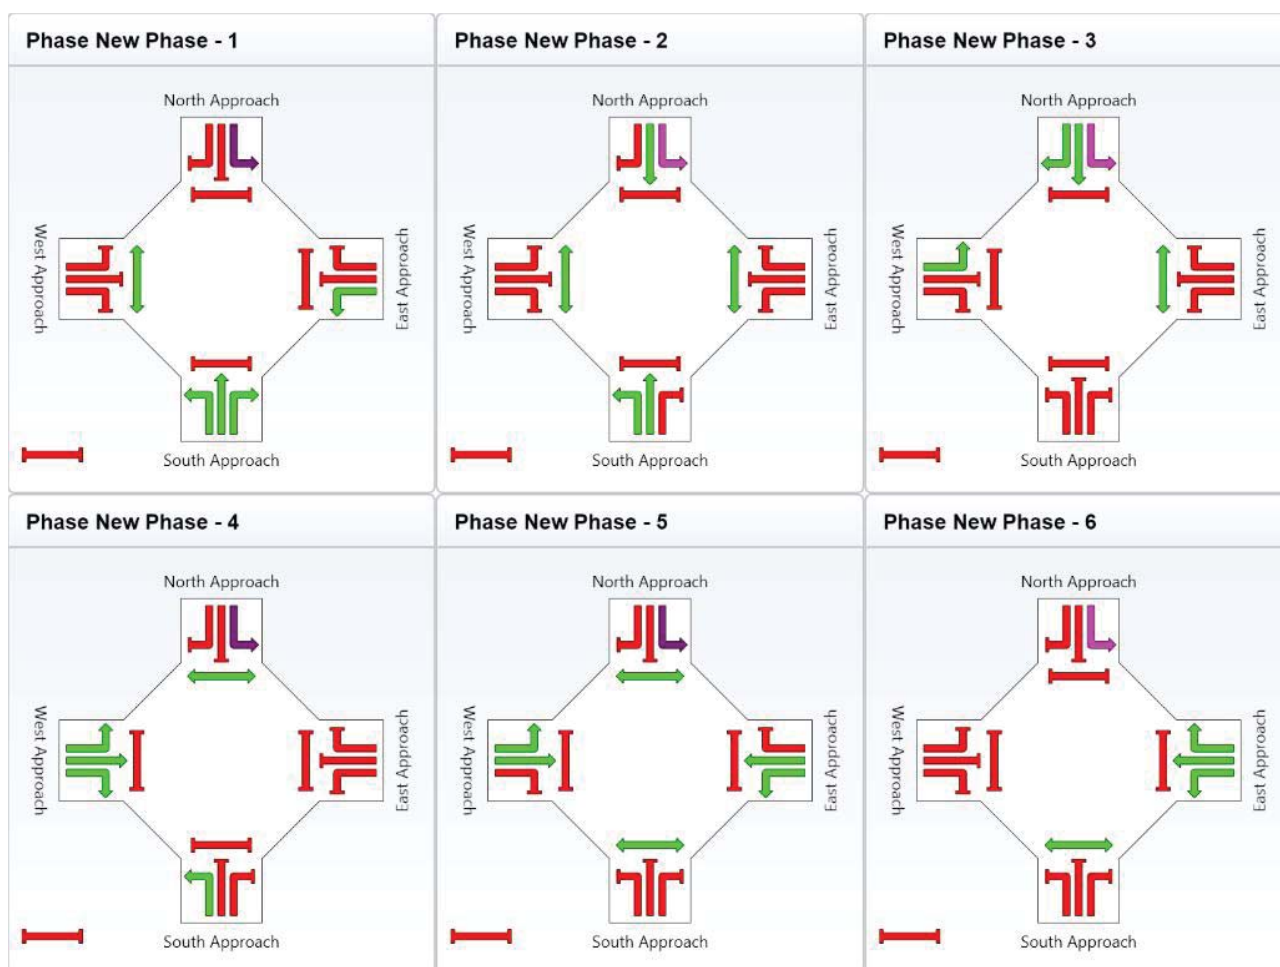 Phase New Phase - 1
North Approach
West Approach
East Approach
South Approach
Phase New Phase - 2
North Approach
West Approach
East Approach
South Approach
Phase New Phase - 3
North Approach
West Approach
East Approach
South Approach
Phase New Phase - 4
North Approach
West Approach
East Approach
South Approach
Phase New Phase - 5
North Approach
West Approach
East Approach
South Approach
Phase New Phase - 6
North Approach
West Approach
East Approach
South Approach